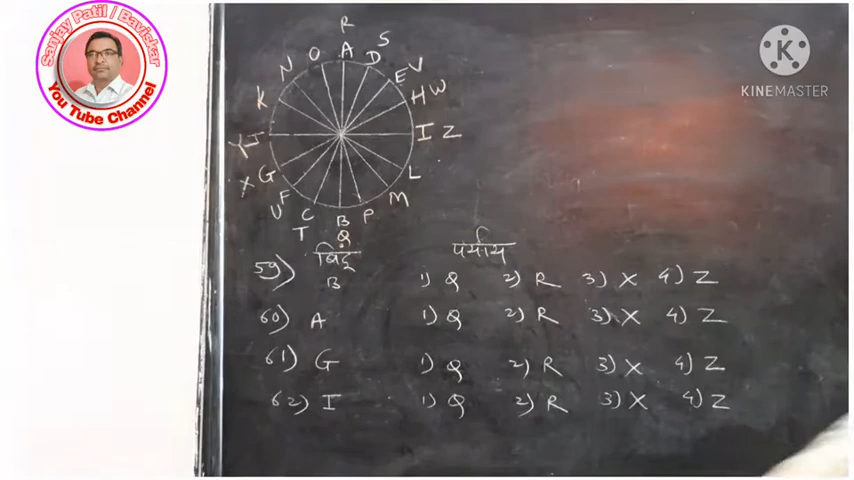 Sanjay Patil / Baviskar
You Tube Channel
KINEMASTER
R
A
O
D
S
N
E
V
K
H
W
Y
J
I
Z
X
G
L
U
F
M
T
C
B
P
Q
बिंदू
पर्याय
59) B 1) Q 2) R 3) X 4) Z
60) A 1) Q 2) R 3) X 4) Z
61) G 1) Q 2) R 3) X 4) Z
62) I 1) Q 2) R 3) X 4) Z